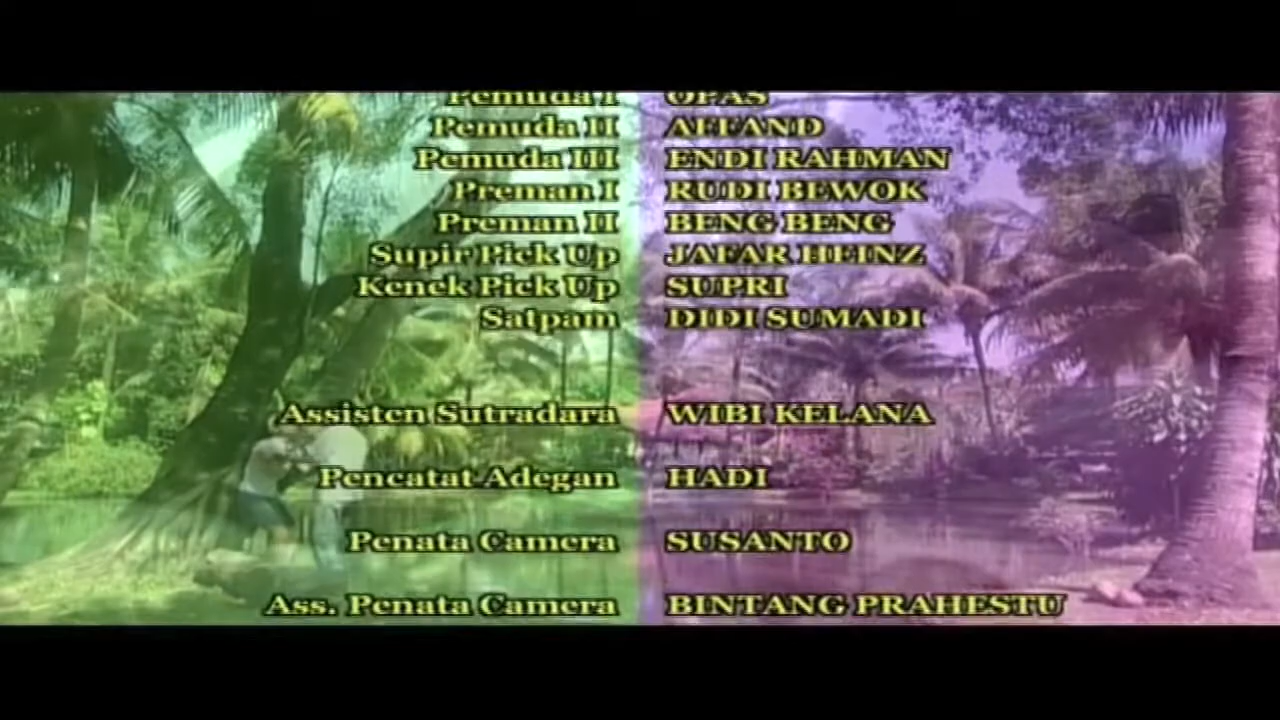 Pemuda I OPAS
Pemuda II AFFAND
Pemuda III ENDI RAHMAN
Preman I RUDI BEWOK
Preman II BENG BENG
Supir Pick Up JAFAR HEINZ
Kenek Pick Up SUPRI
Satpam DIDI SUMADI
Assisten Sutradara WIBI KELANA
Pencatat Adegan HADI
Penata Camera SUSANTO
Ass. Penata Camera BINTANG PRAHESTU